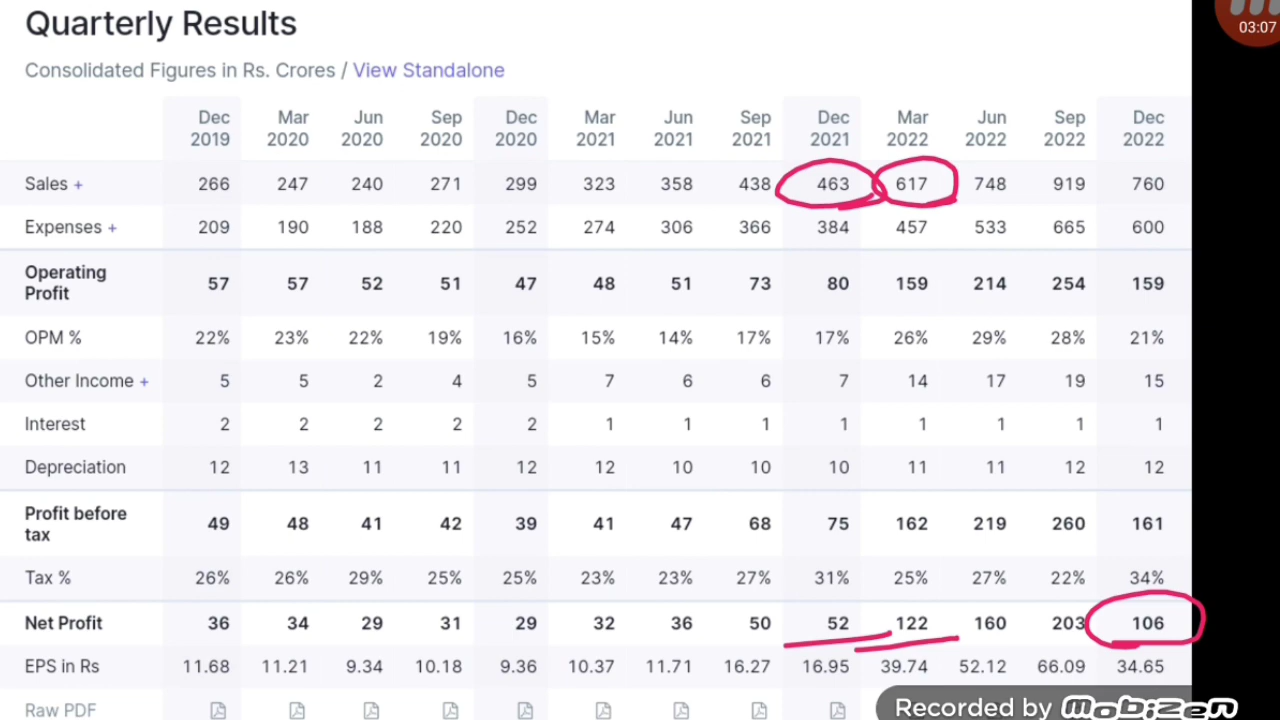 Quarterly Results
03:07
Consolidated Figures in Rs. Crores / View Standalone
Dec 2019 Mar 2020 Jun 2020 Sep 2020 Dec 2020 Mar 2021 Jun 2021 Sep 2021 Dec 2021 Mar 2022 Jun 2022 Sep 2022 Dec 2022
Sales + 266 247 240 271 299 323 358 438 463 617 748 919 760
Expenses + 209 190 188 220 252 274 306 366 384 457 533 665 600
Operating Profit 57 57 52 51 47 48 51 73 80 159 214 254 159
OPM % 22% 23% 22% 19% 16% 15% 14% 17% 17% 26% 29% 28% 21%
Other Income + 5 5 2 4 5 7 6 6 7 14 17 19 15
Interest 2 2 2 2 2 1 1 1 1 1 1 1 1
Depreciation 12 13 11 11 12 12 10 10 10 11 11 12 12
Profit before tax 49 48 41 42 39 41 47 68 75 162 219 260 161
Tax % 26% 26% 29% 25% 25% 23% 23% 27% 31% 25% 27% 22% 34%
Net Profit 36 34 29 31 29 32 36 50 52 122 160 203 106
EPS in Rs 11.68 11.21 9.34 10.18 9.36 10.37 11.71 16.27 16.95 39.74 52.12 66.09 34.65
Raw PDF
Recorded by Mobizen